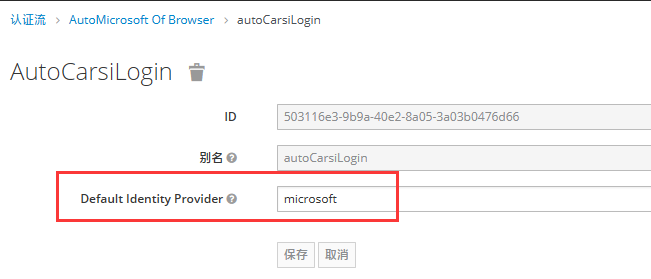 认证流 > AutoMicrosoft Of Browser > autoCarsiLogin
AutoCarsiLogin
ID 503116e3-9b9a-40e2-8a05-3a03b0476d66
别名 autoCarsiLogin
Default Identity Provider microsoft
保存 取消